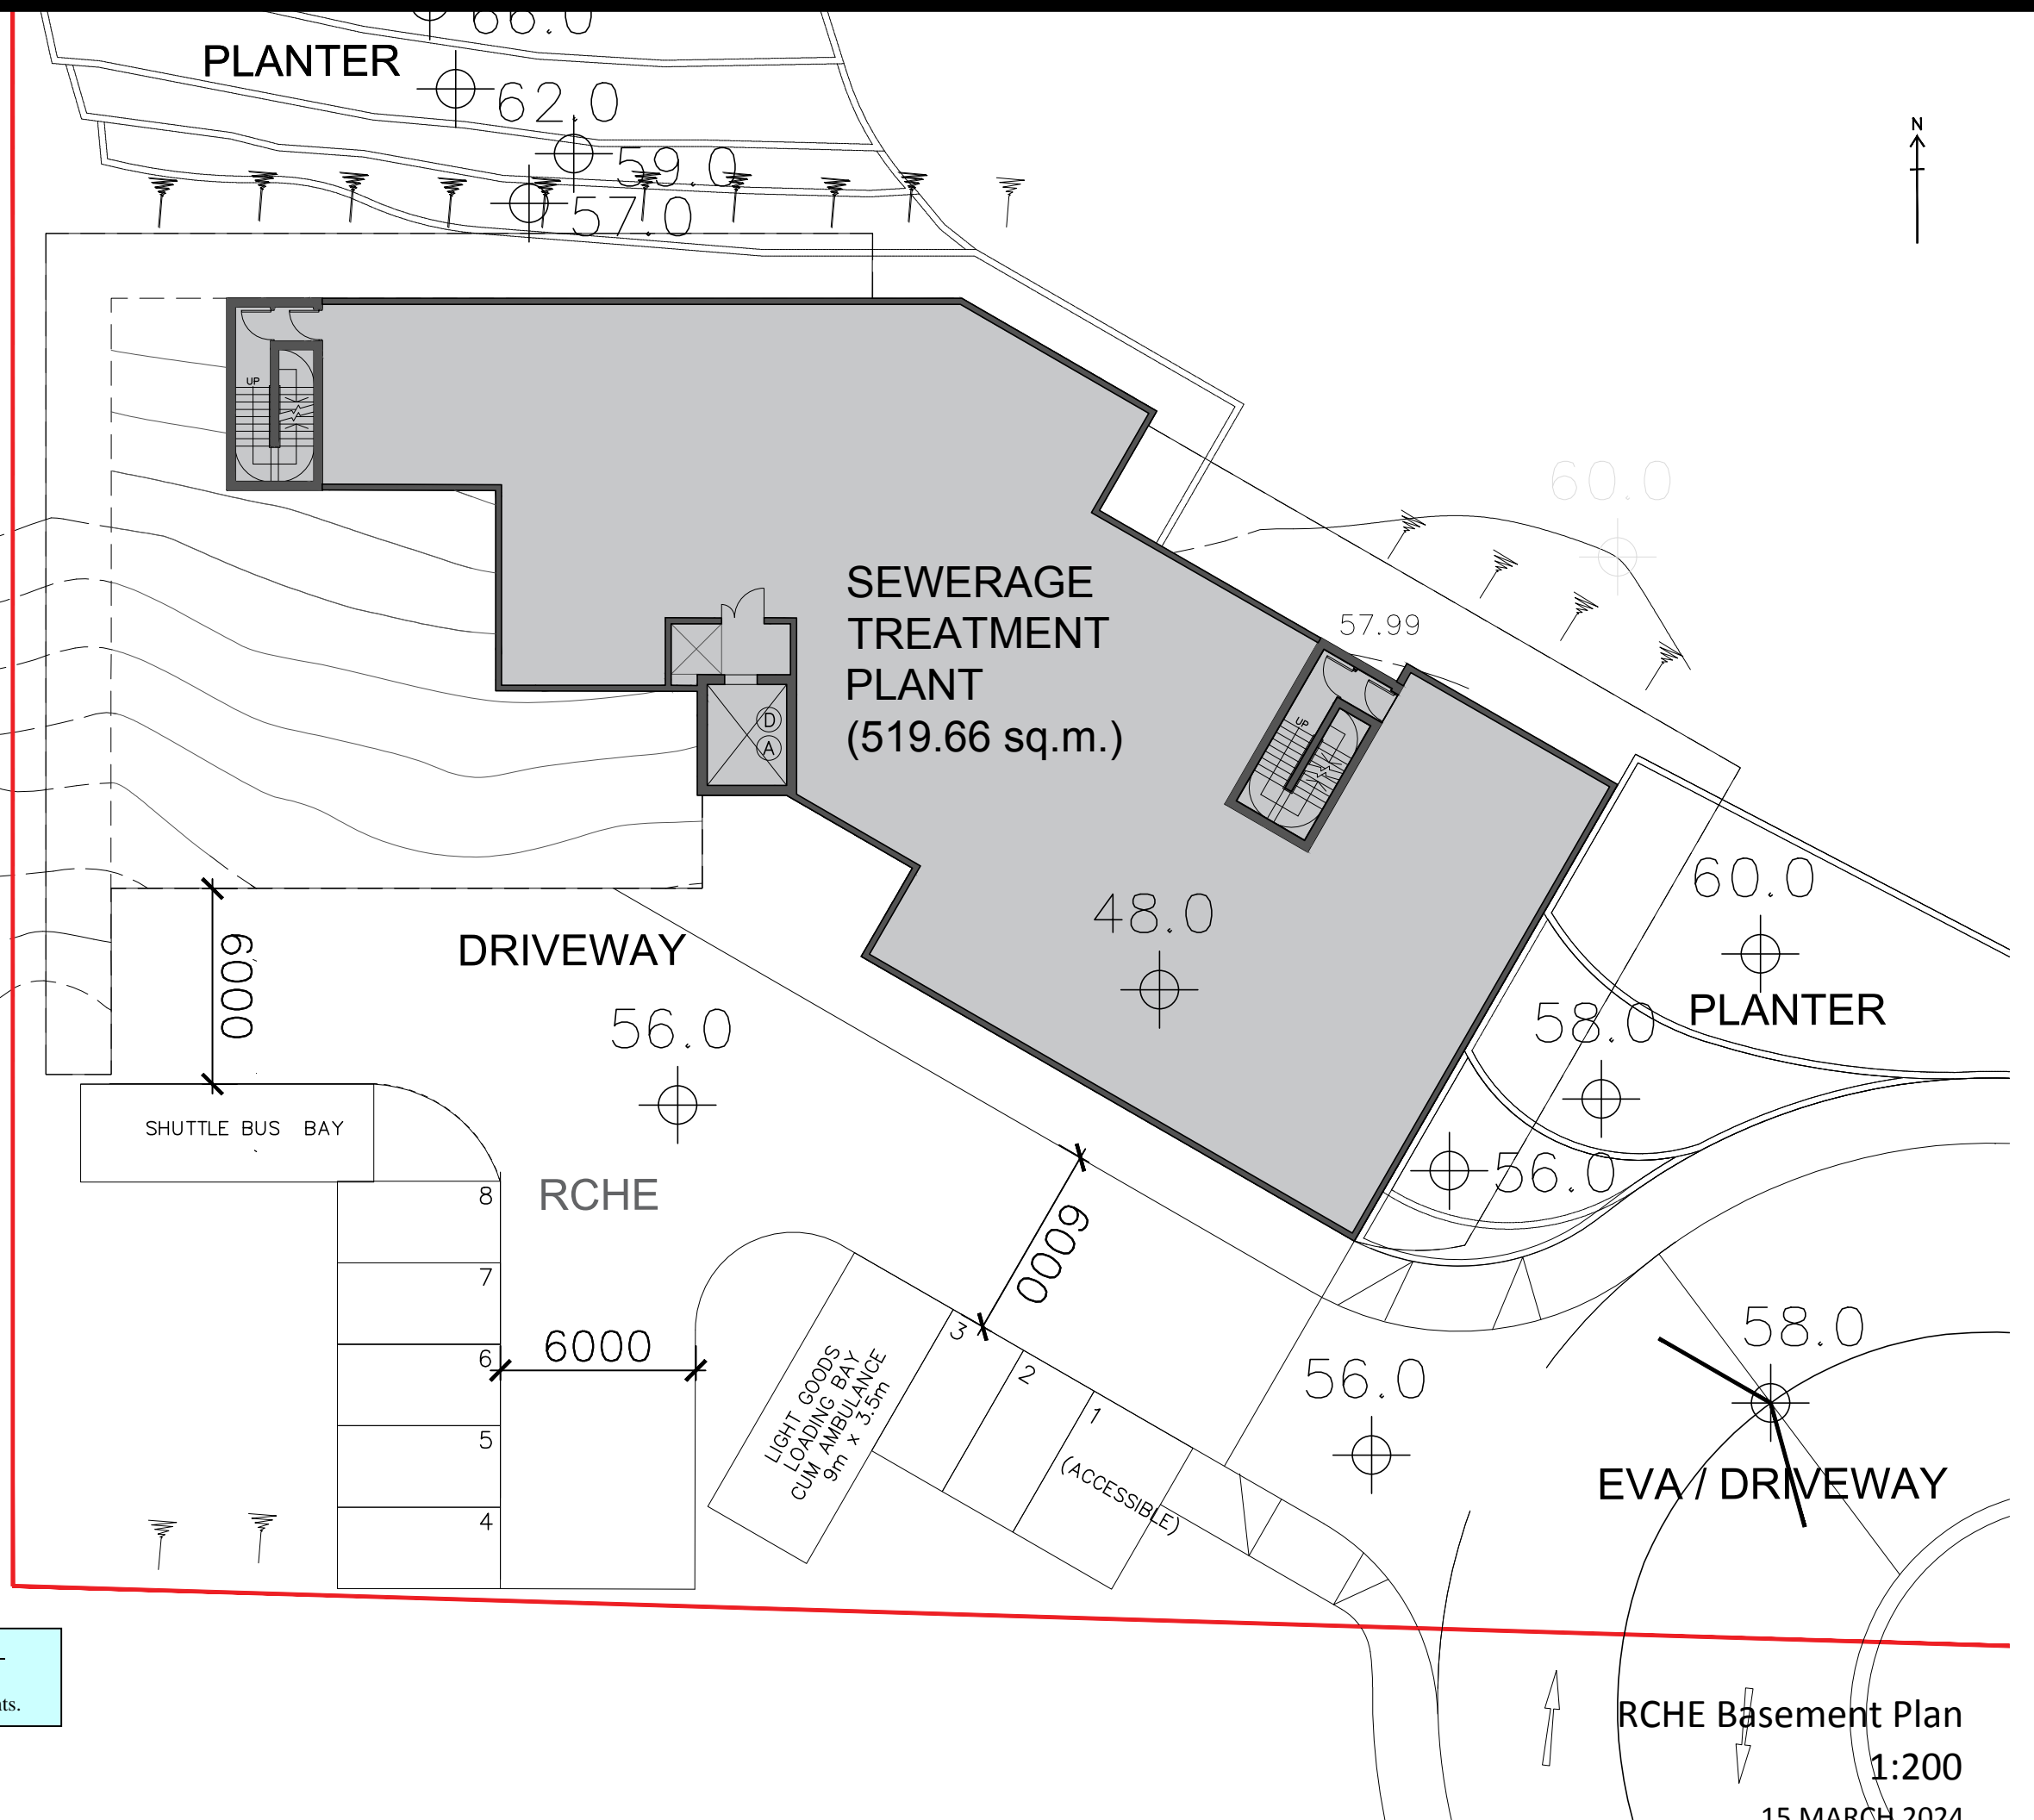 66.0
PLANTER
62.0
N
59.0
57.0
UP
60.0
SEWERAGE
TREATMENT
PLANT
(519.66 sq.m.)
57.99
UP
D
A
48.0
60.0
6000
DRIVEWAY
56.0
58.0
PLANTER
SHUTTLE BUS BAY
56.0
RCHE
8
7
6
5
4
6000
6000
LIGHT GOODS
LOADING BAY
CUM AMBULANCE
9m x 3.5m
3
2
1
(ACCESSIBLE)
56.0
58.0
EVA / DRIVEWAY
RCHE Basement Plan
1:200
15 MARCH 2024